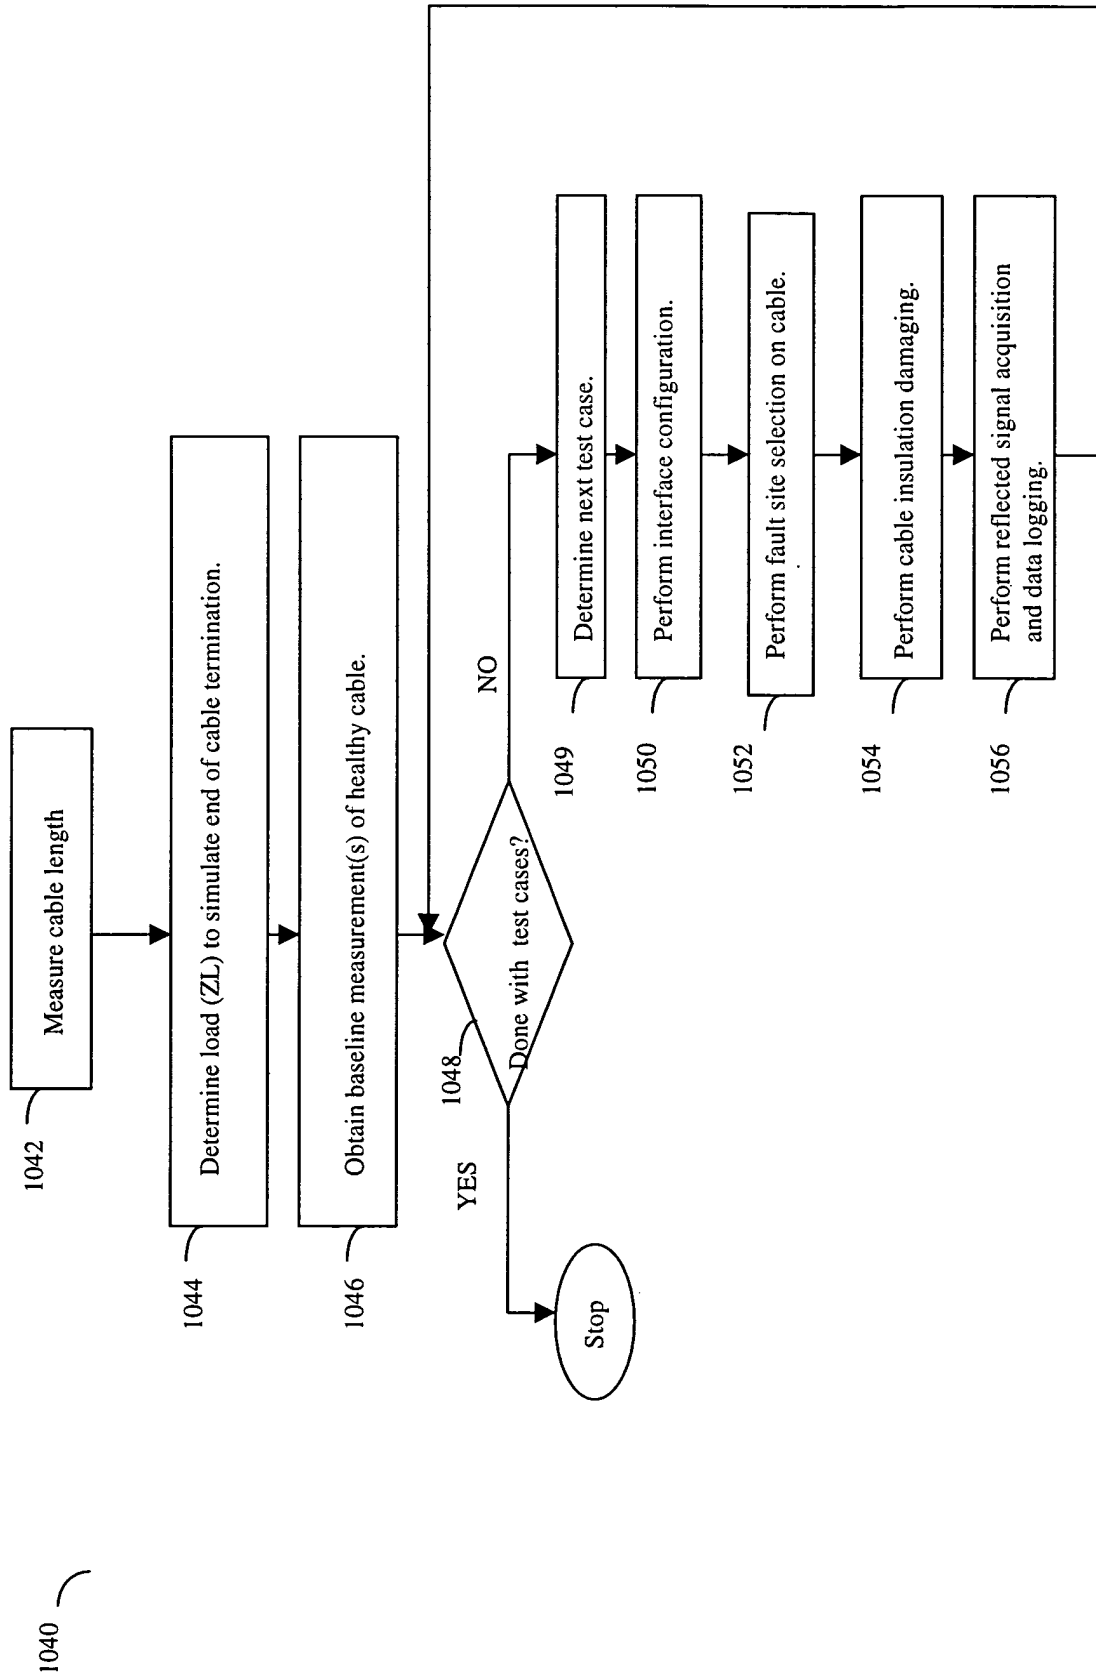 1040
1042
Measure cable length
1044
Determine load (ZL) to simulate end of cable termination.
1046
Obtain baseline measurement(s) of healthy cable.
1048
Done with test cases?
YES
NO
Stop
1049
Determine next test case.
1050
Perform interface configuration.
1052
Perform fault site selection on cable.
1054
Perform cable insulation damaging.
1056
Perform reflected signal acquisition
and data logging.